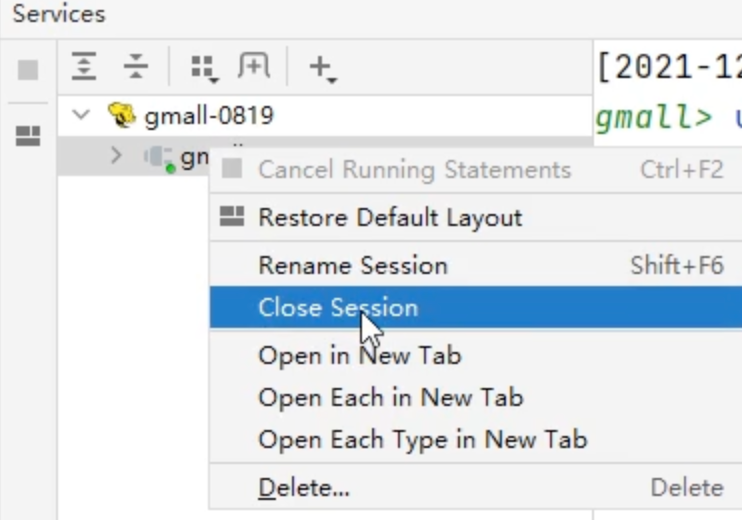 Services
[2021-12
gmall-0819
gmall>
Cancel Running Statements Ctrl+F2
Restore Default Layout
Rename Session Shift+F6
Close Session
Open in New Tab
Open Each in New Tab
Open Each Type in New Tab
Delete... Delete